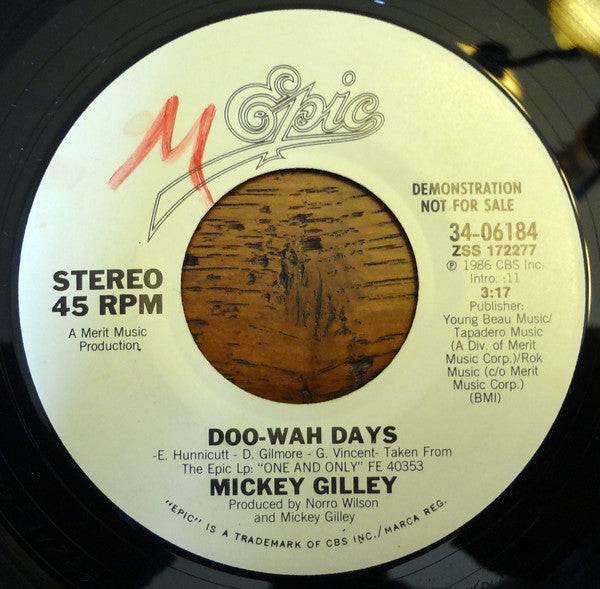 M
Epic
DEMONSTRATION
NOT FOR SALE
34-06184
ZSS 172277
℗ 1986 CBS Inc.
Intro. :11
3:17
Publisher:
Young Beau Music/
Tapadero Music
(A Div. of Merit
Music Corp.)/Rok
Music (c/o Merit
Music Corp.)
(BMI)
STEREO
45 RPM
A Merit Music
Production.
DOO-WAH DAYS
-E. Hunnicutt - D. Gilmore - G. Vincent- Taken From
The Epic Lp: "ONE AND ONLY" FE 40353
MICKEY GILLEY
Produced by Norro Wilson
and Mickey Gilley
"EPIC" IS A TRADEMARK OF CBS INC./MARCA REG.